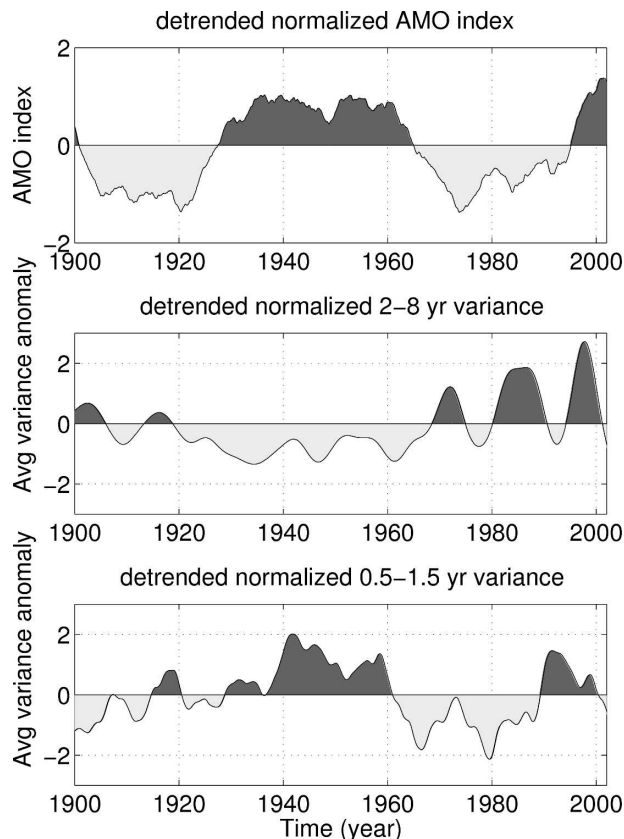 detrended normalized AMO index
AMO index
2
0
−2
1900 1920 1940 1960 1980 2000
detrended normalized 2−8 yr variance
Avg variance anomaly
2
0
−2
1900 1920 1940 1960 1980 2000
detrended normalized 0.5−1.5 yr variance
Avg variance anomaly
2
0
−2
1900 1920 1940 1960 1980 2000
Time (year)